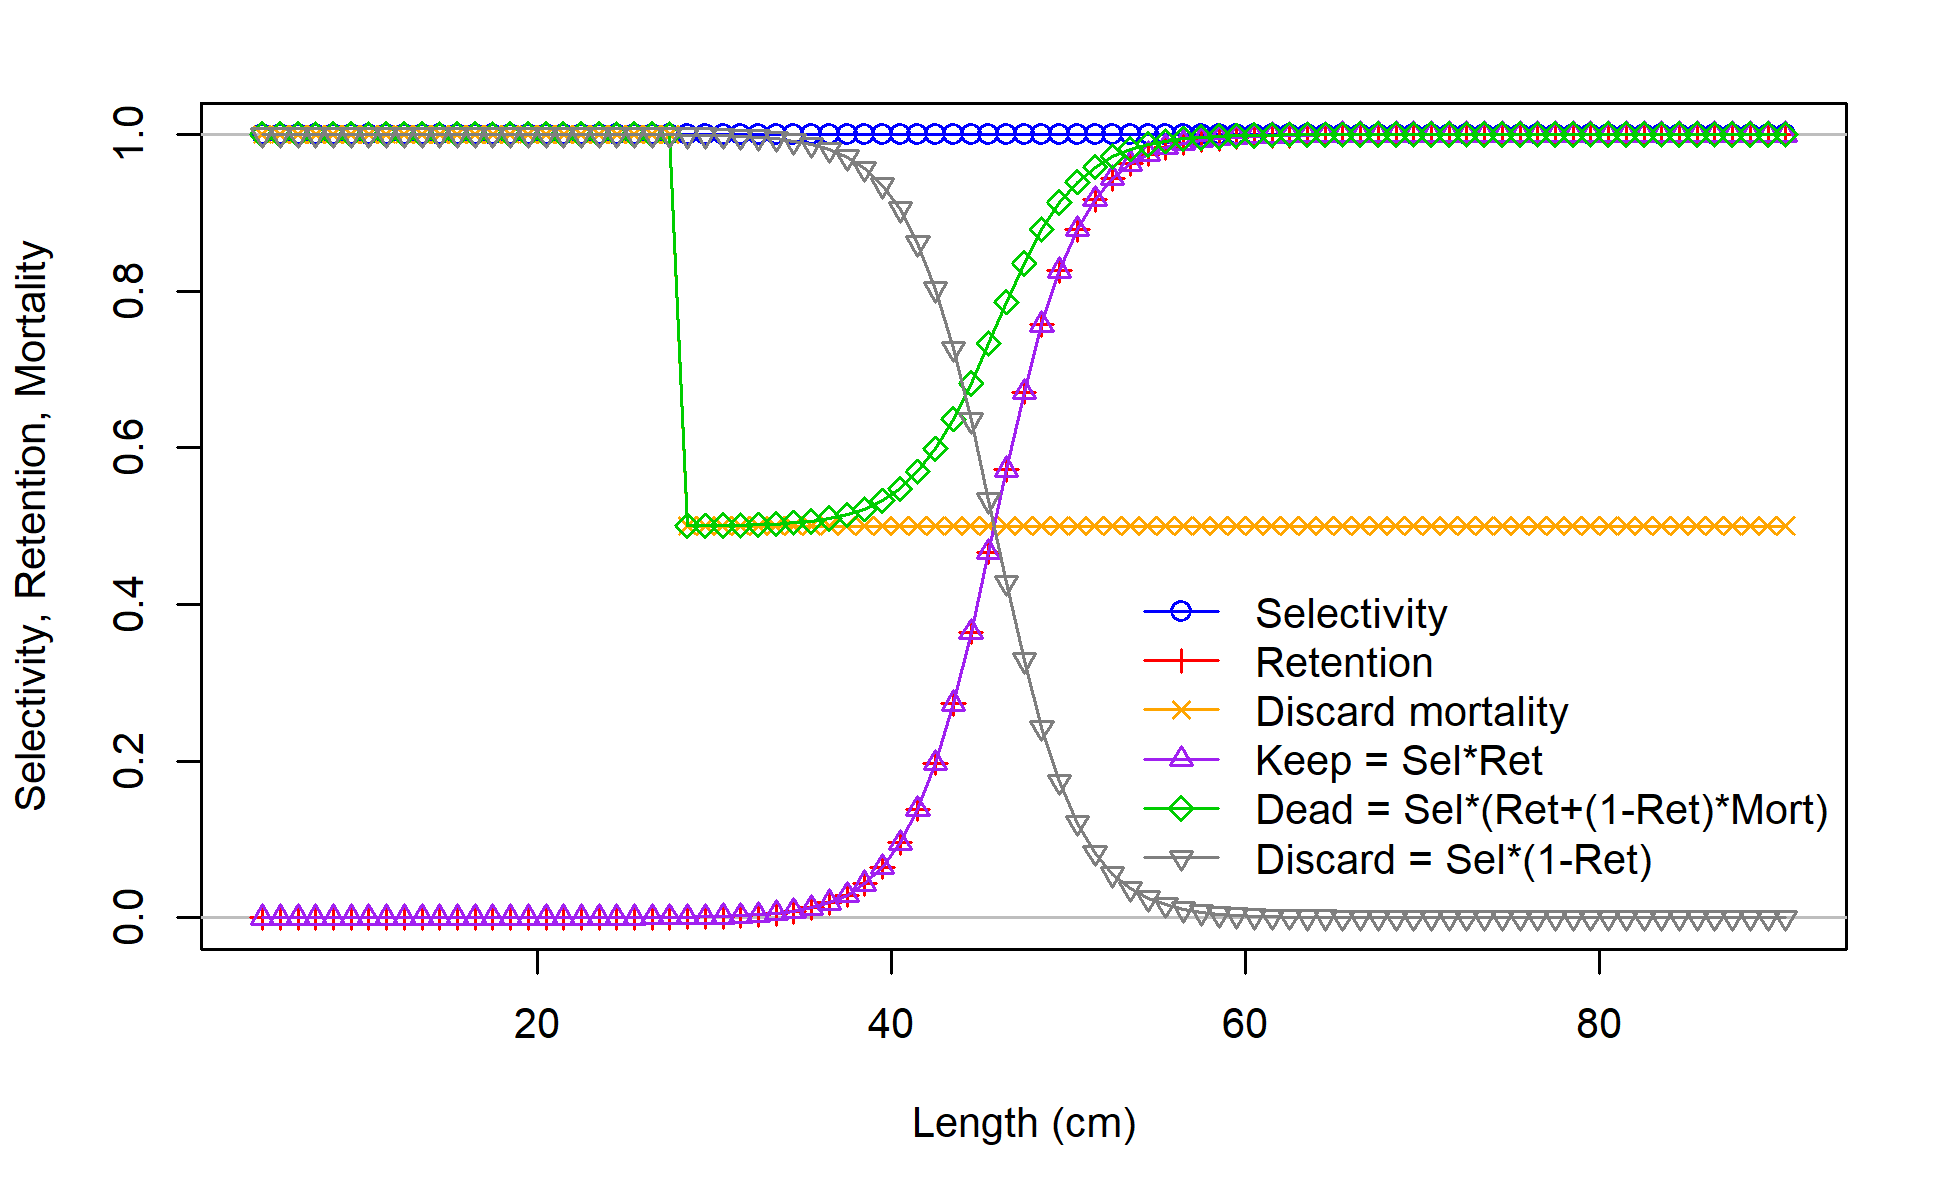 Selectivity, Retention, Mortality
1.0
0.8
0.6
0.4
0.2
0.0
Selectivity
Retention
Discard mortality
Keep = Sel*Ret
Dead = Sel*(Ret+(1-Ret)*Mort)
Discard = Sel*(1-Ret)
20 40 60 80
Length (cm)